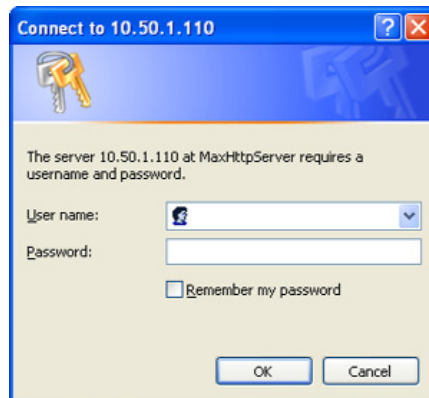 Connect to 10.50.1.110
The server 10.50.1.110 at MaxHttpServer requires a
username and password.
User name:
Password:
Remember my password
OK
Cancel